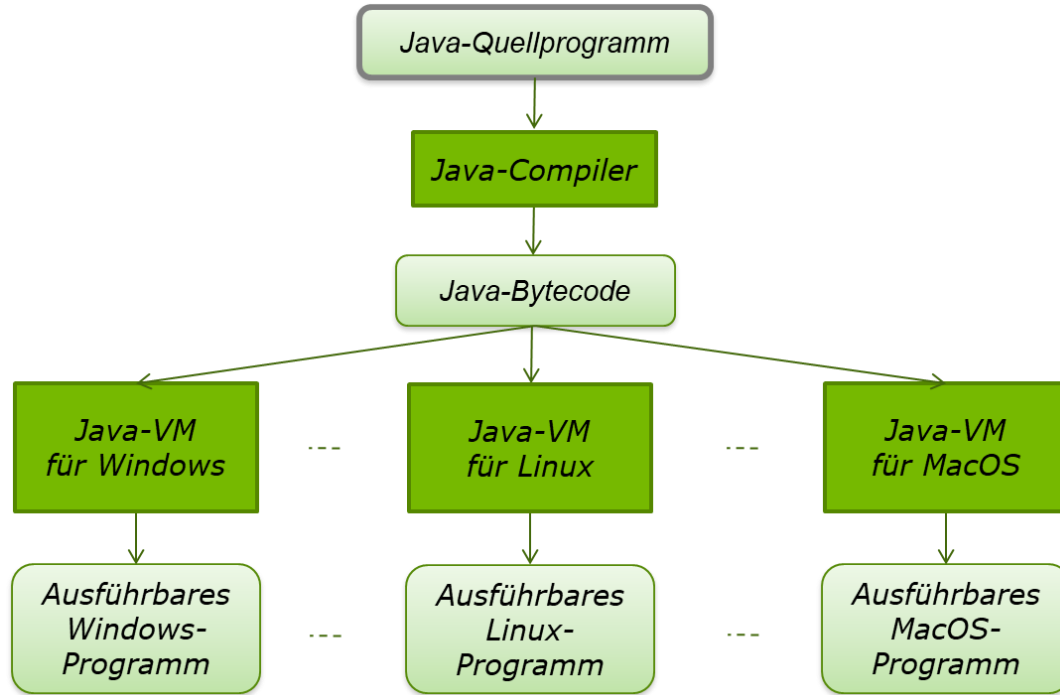 Java-Quellprogramm
Java-Compiler
Java-Bytecode
Java-VM
für Windows
---
Java-VM
für Linux
---
Java-VM
für MacOS
Ausführbares
Windows-
Programm
---
Ausführbares
Linux-
Programm
---
Ausführbares
MacOS-
Programm